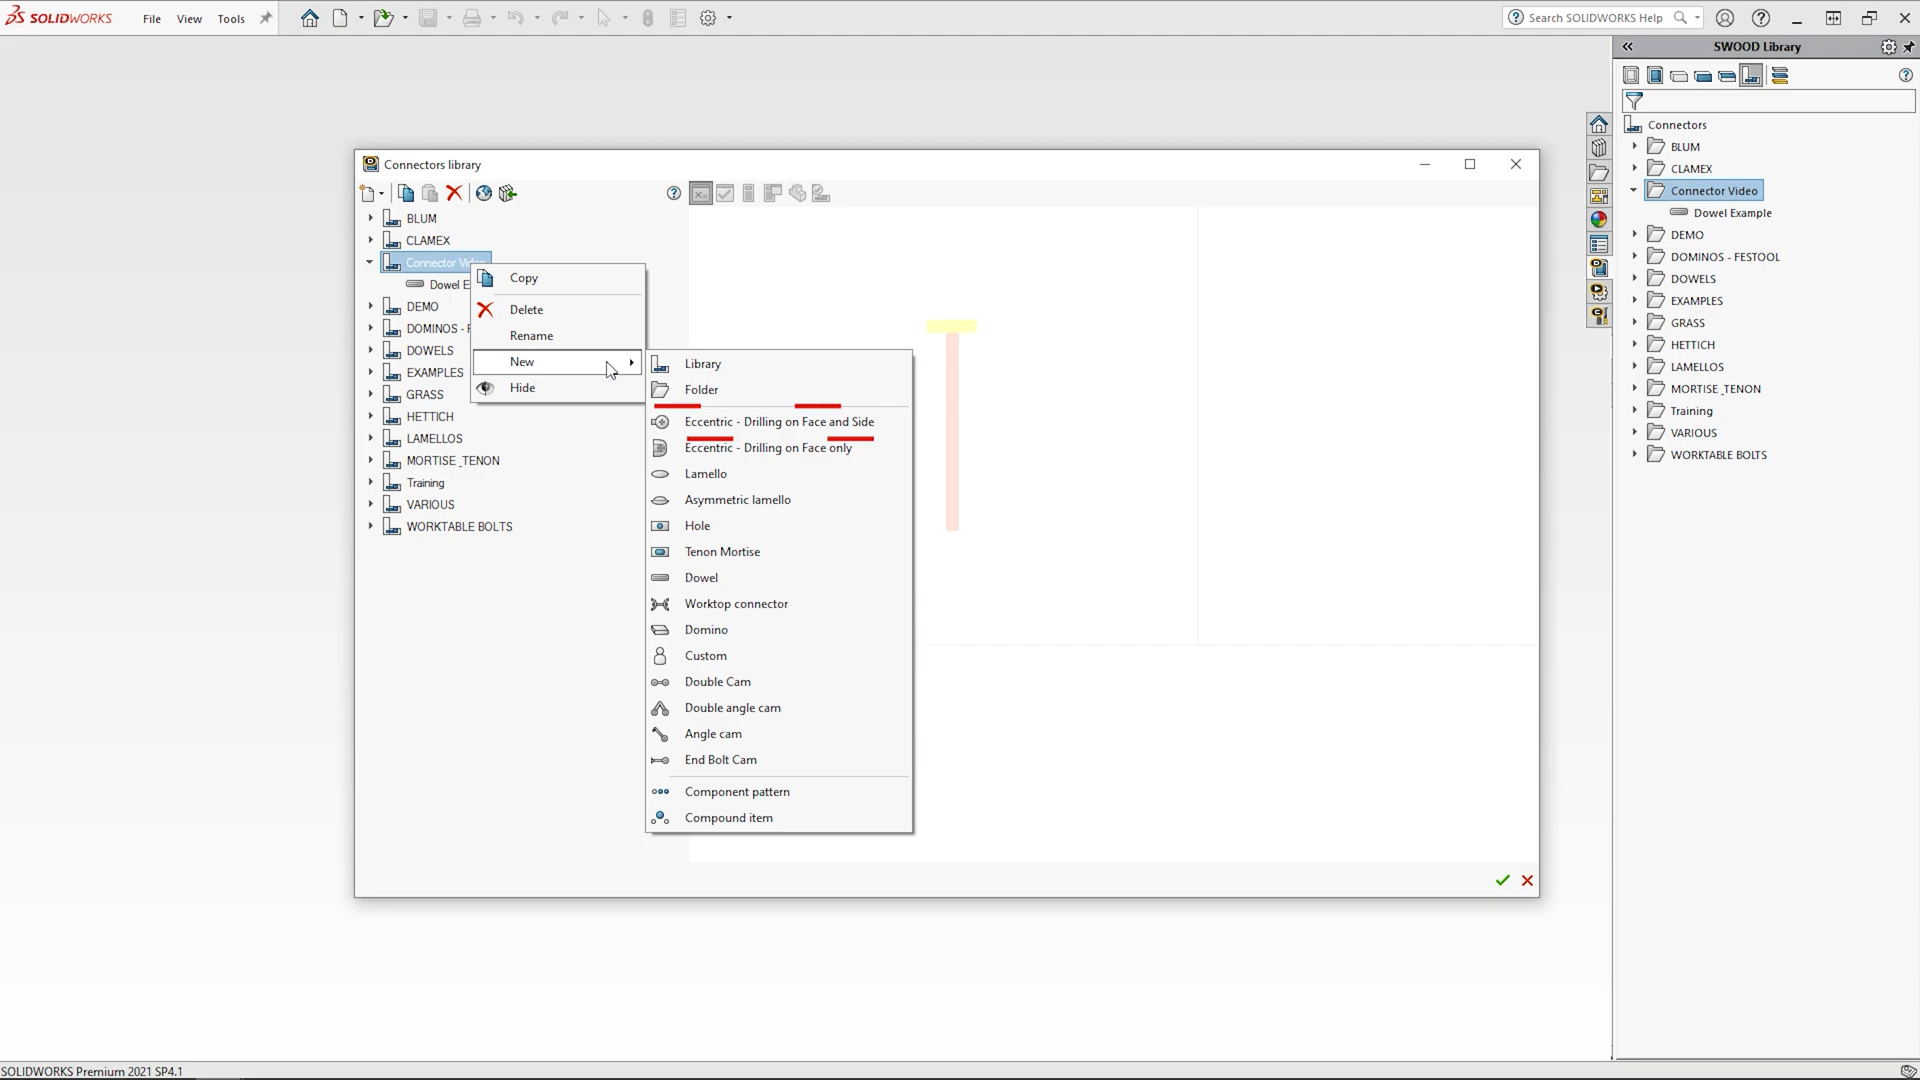 SOLIDWORKS
File View Tools
Search SOLIDWORKS Help
SWOOD Library
Connectors
BLUM
CLAMEX
Connector Video
Dowel Example
DEMO
DOMINOS - FESTOOL
DOWELS
EXAMPLES
GRASS
HETTICH
LAMELLOS
MORTISE_TENON
Training
VARIOUS
WORKTABLE BOLTS
Connectors library
BLUM
CLAMEX
Connector
Dowel
DEMO
DOMINOS -
DOWELS
EXAMPLES
GRASS
HETTICH
LAMELLOS
MORTISE_TENON
Training
VARIOUS
WORKTABLE BOLTS
Copy
Delete
Rename
New
Hide
Library
Folder
Eccentric - Drilling on Face and Side
Eccentric - Drilling on Face only
Lamello
Asymmetric lamello
Hole
Tenon Mortise
Dowel
Worktop connector
Domino
Custom
Double Cam
Double angle cam
Angle cam
End Bolt Cam
Component pattern
Compound item
SOLIDWORKS Premium 2021 SP4.1